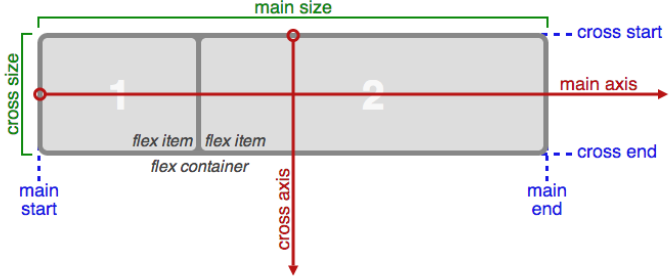 main size
cross start
cross size
1
2
main axis
flex item
flex item
cross end
flex container
cross axis
main
start
main
end